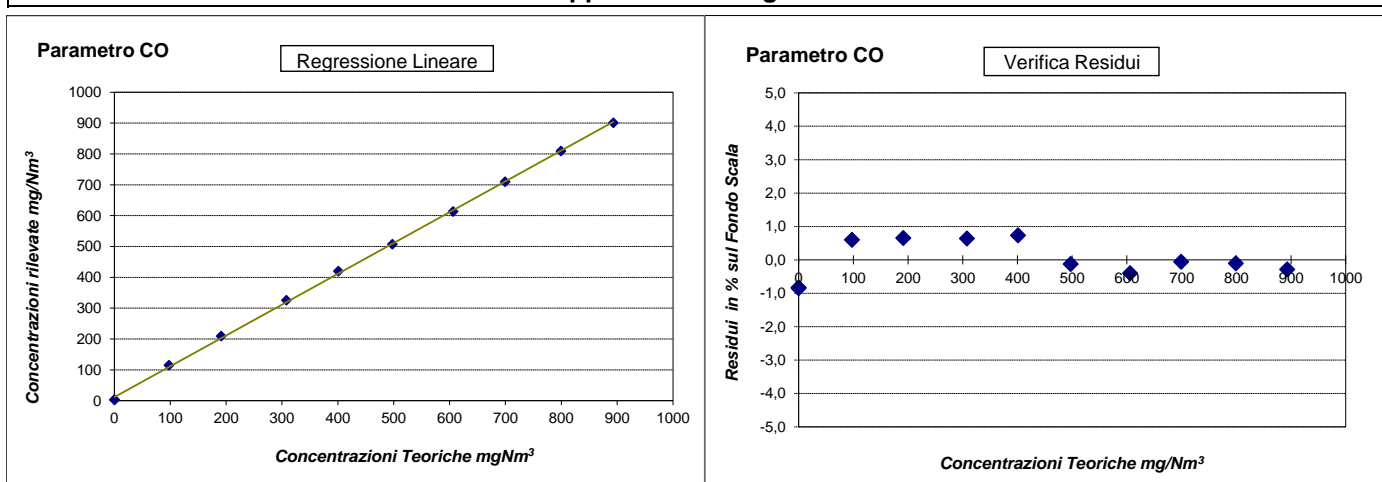 Parametro CO
Regressione Lineare
1000
900
800
700
600
500
400
300
200
100
0
0 100 200 300 400 500 600 700 800 900 1000
Concentrazioni rilevate mg/Nm³
Concentrazioni Teoriche mgNm³
Parametro CO
Verifica Residui
5,0
4,0
3,0
2,0
1,0
0,0
-1,0
-2,0
-3,0
-4,0
-5,0
0 100 200 300 400 500 600 700 800 900 1000
Residui in % sul Fondo Scala
Concentrazioni Teoriche mg/Nm³